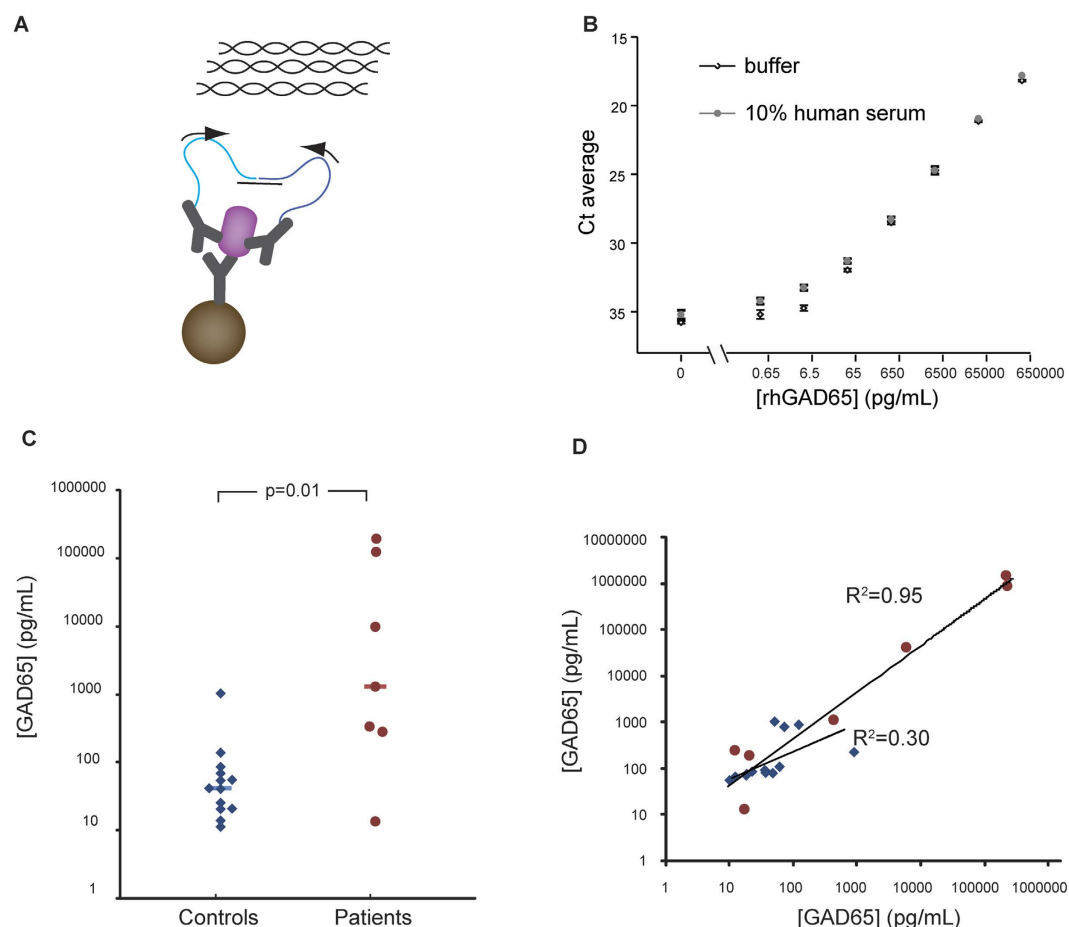 A
B
15
20
25
30
35
Ct average
buffer
10% human serum
0
0.65
6.5
65
650
6500
65000
650000
[rhGAD65] (pg/mL)
C
1000000
100000
10000
1000
100
10
1
[GAD65] (pg/mL)
p=0.01
Controls
Patients
D
10000000
1000000
100000
10000
1000
100
10
1
[GAD65] (pg/mL)
R²=0.95
R²=0.30
1
10
100
1000
10000
100000
1000000
[GAD65] (pg/mL)